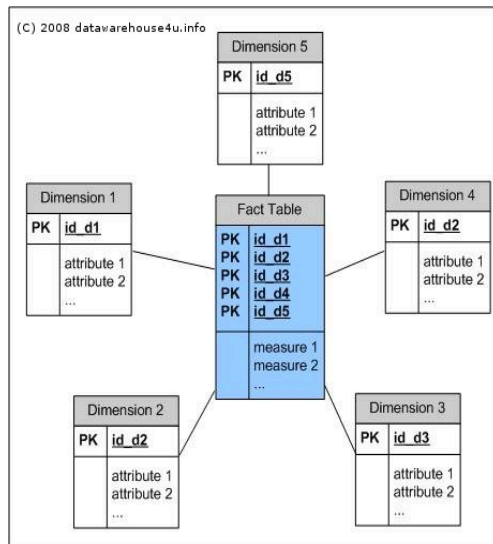 (C) 2008 datawarehouse4u.info
Dimension 5
PK id_d5
attribute 1
attribute 2
...
Dimension 1
PK id_d1
attribute 1
attribute 2
...
Fact Table
PK id_d1
PK id_d2
PK id_d3
PK id_d4
PK id_d5
measure 1
measure 2
...
Dimension 4
PK id_d2
attribute 1
attribute 2
...
Dimension 2
PK id_d2
attribute 1
attribute 2
...
Dimension 3
PK id_d3
attribute 1
attribute 2
...